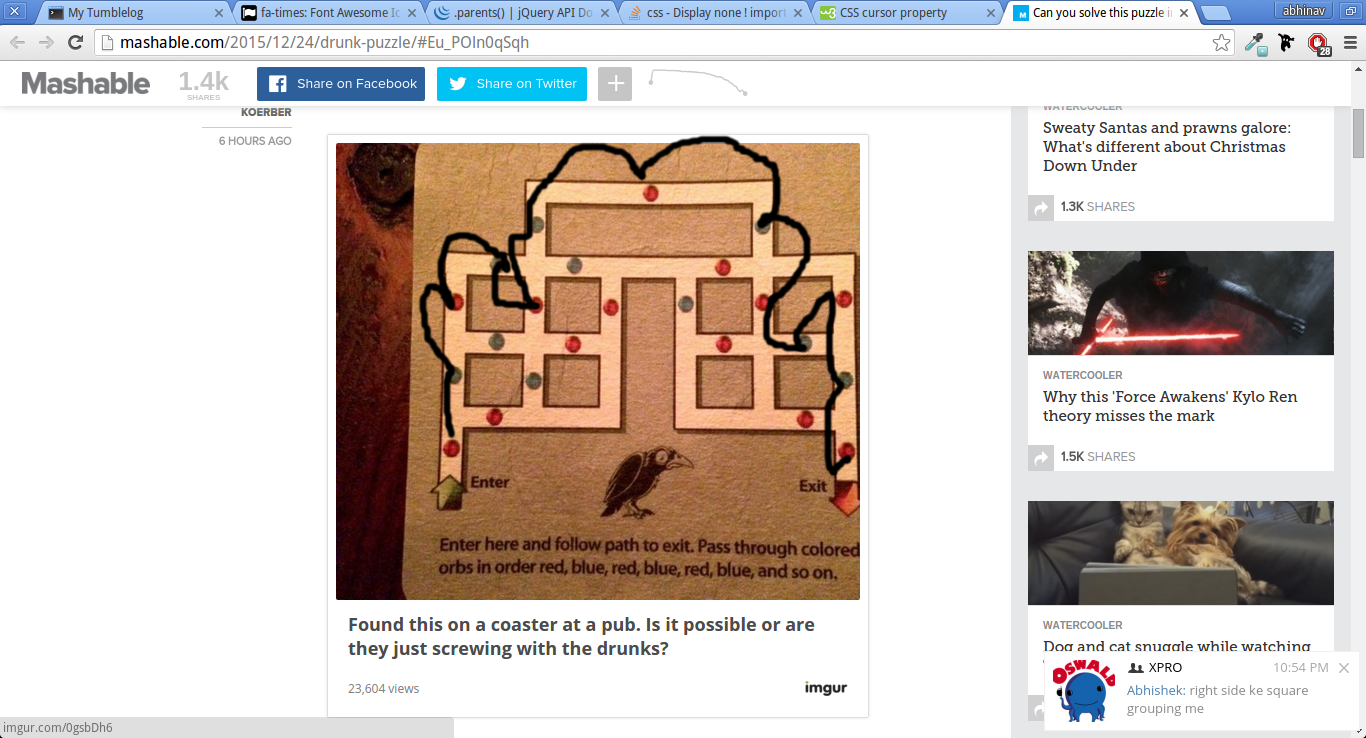 My Tumblelog
fa-times: Font Awesome Ic
.parents() | jQuery API Do
css - Display none ! import
CSS cursor property
Can you solve this puzzle i
abhinav
mashable.com/2015/12/24/drunk-puzzle/#Eu_POIn0qSqh
28
Mashable
1.4k
SHARES
Share on Facebook
Share on Twitter
KOERBER
6 HOURS AGO
Enter
Exit
Enter here and follow path to exit. Pass through colored
orbs in order red, blue, red, blue, red, blue, and so on.
Found this on a coaster at a pub. Is it possible or are
they just screwing with the drunks?
23,604 views
imgur
WATERCOOLER
Sweaty Santas and prawns galore:
What's different about Christmas
Down Under
1.3K SHARES
WATERCOOLER
Why this 'Force Awakens' Kylo Ren
theory misses the mark
1.5K SHARES
WATERCOOLER
Dog and cat snuggle while watching
OSWALD
XPRO
10:54 PM
Abhishek: right side ke square
grouping me
imgur.com/0gsbDh6